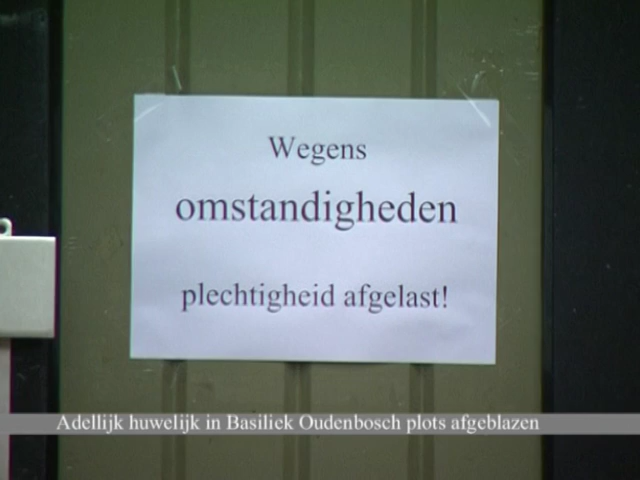 Wegens
omstandigheden
plechtigheid afgelast!
Adellijk huwelijk in Basiliek Oudenbosch plots afgeblazen